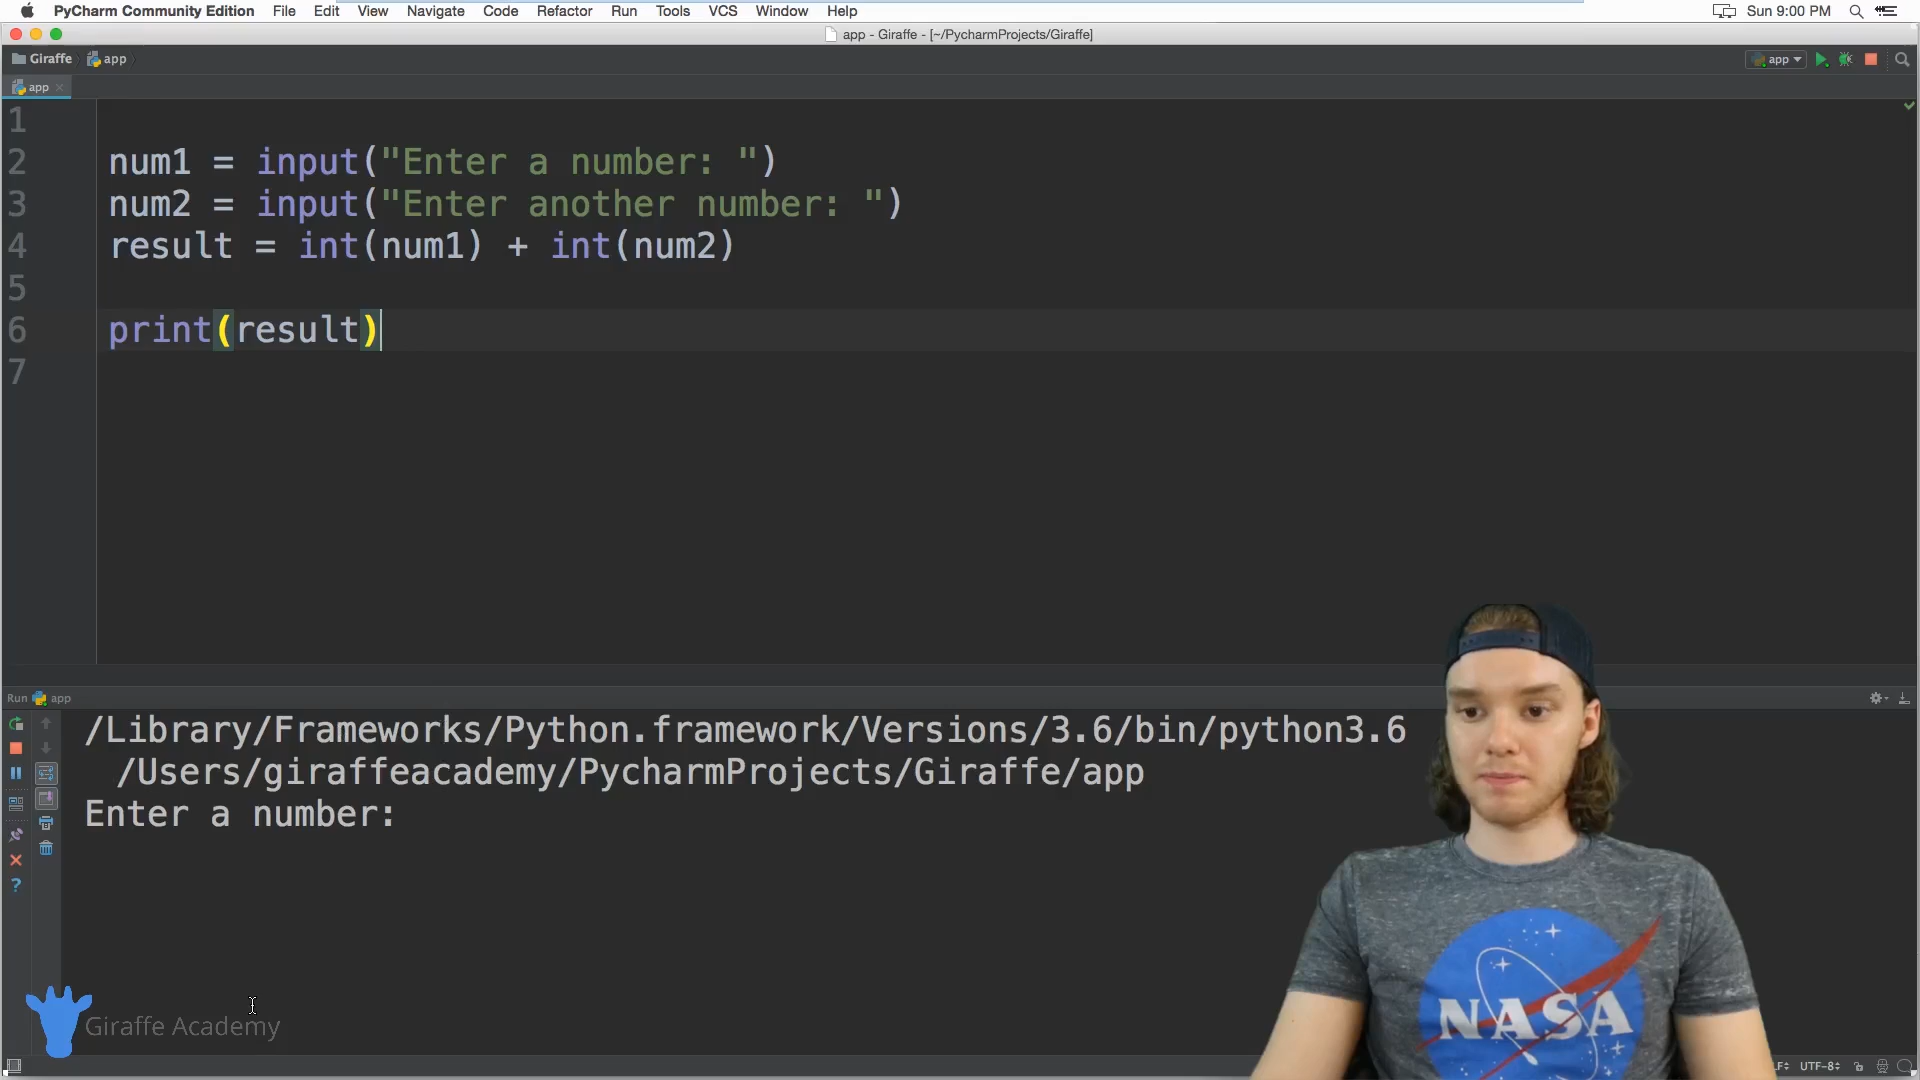 PyCharm Community Edition File Edit View Navigate Code Refactor Run Tools VCS Window Help Sun 9:00 PM
app - Giraffe - [~/PycharmProjects/Giraffe]
Giraffe app app
app
1
2 num1 = input("Enter a number: ")
3 num2 = input("Enter another number: ")
4 result = int(num1) + int(num2)
5
6 print(result)
7
Run app
/Library/Frameworks/Python.framework/Versions/3.6/bin/python3.6
/Users/giraffeacademy/PycharmProjects/Giraffe/app
Enter a number:
?
NASA
Giraffe Academy
UTF-8